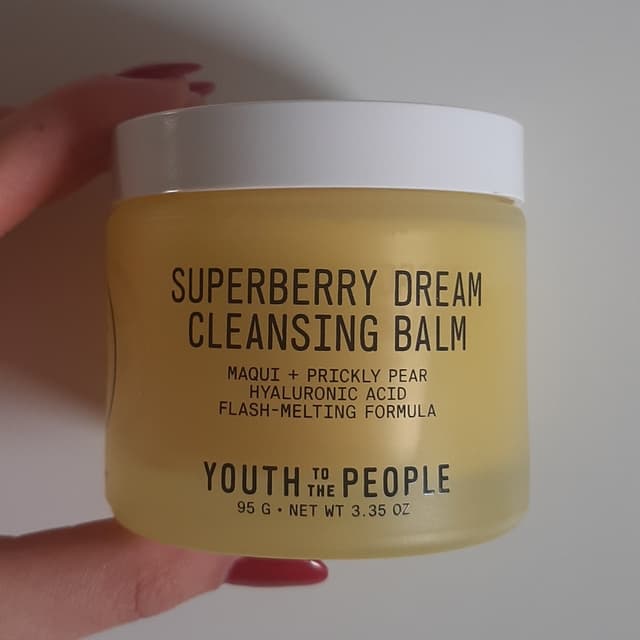 SUPERBERRY DREAM
CLEANSING BALM
MAQUI + PRICKLY PEAR
HYALURONIC ACID
FLASH-MELTING FORMULA
YOUTH TO THE PEOPLE
95 G • NET WT 3.35 OZ